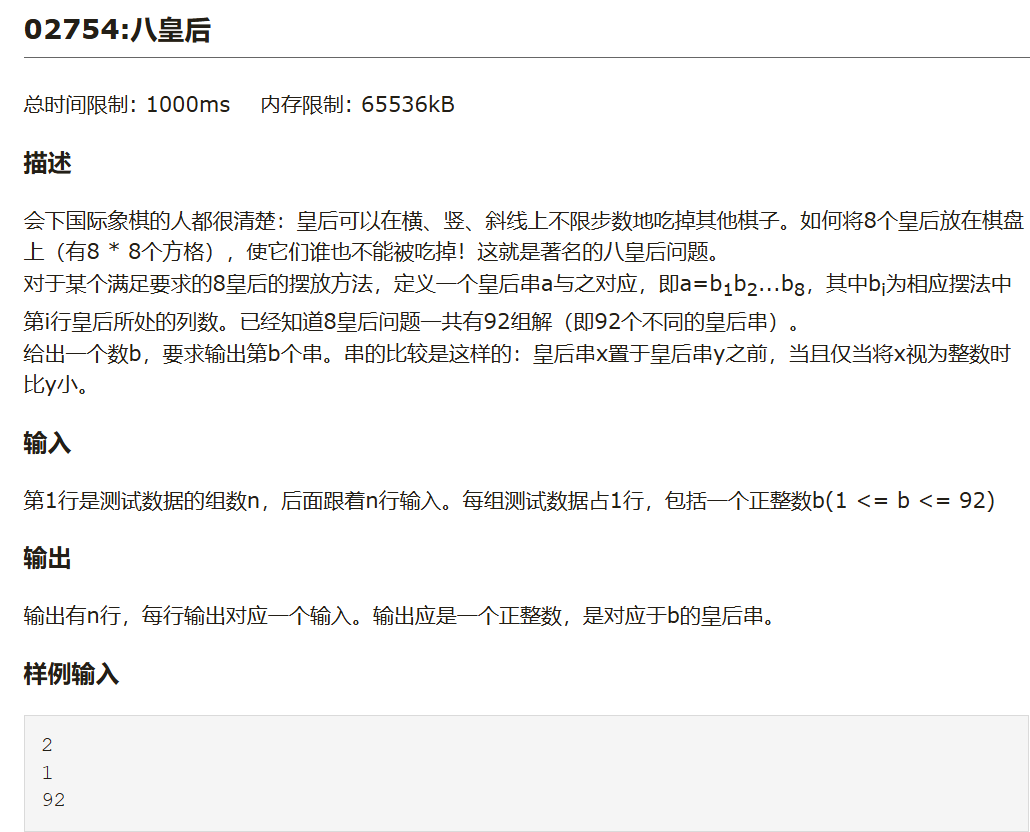 02754:八皇后
总时间限制: 1000ms 内存限制: 65536kB
描述
会下国际象棋的人都很清楚：皇后可以在横、竖、斜线上不限步数地吃掉其他棋子。如何将8个皇后放在棋盘
上（有8 * 8个方格），使它们谁也不能被吃掉！这就是著名的八皇后问题。
对于某个满足要求的8皇后的摆放方法，定义一个皇后串a与之对应，即a=b1b2...b8，其中bi为相应摆法中
第i行皇后所处的列数。已经知道8皇后问题一共有92组解（即92个不同的皇后串）。
给出一个数b，要求输出第b个串。串的比较是这样的：皇后串x置于皇后串y之前，当且仅当将x视为整数时
比y小。
输入
第1行是测试数据的组数n，后面跟着n行输入。每组测试数据占1行，包括一个正整数b(1 <= b <= 92)
输出
输出有n行，每行输出对应一个输入。输出应是一个正整数，是对应于b的皇后串。
样例输入
2
1
92